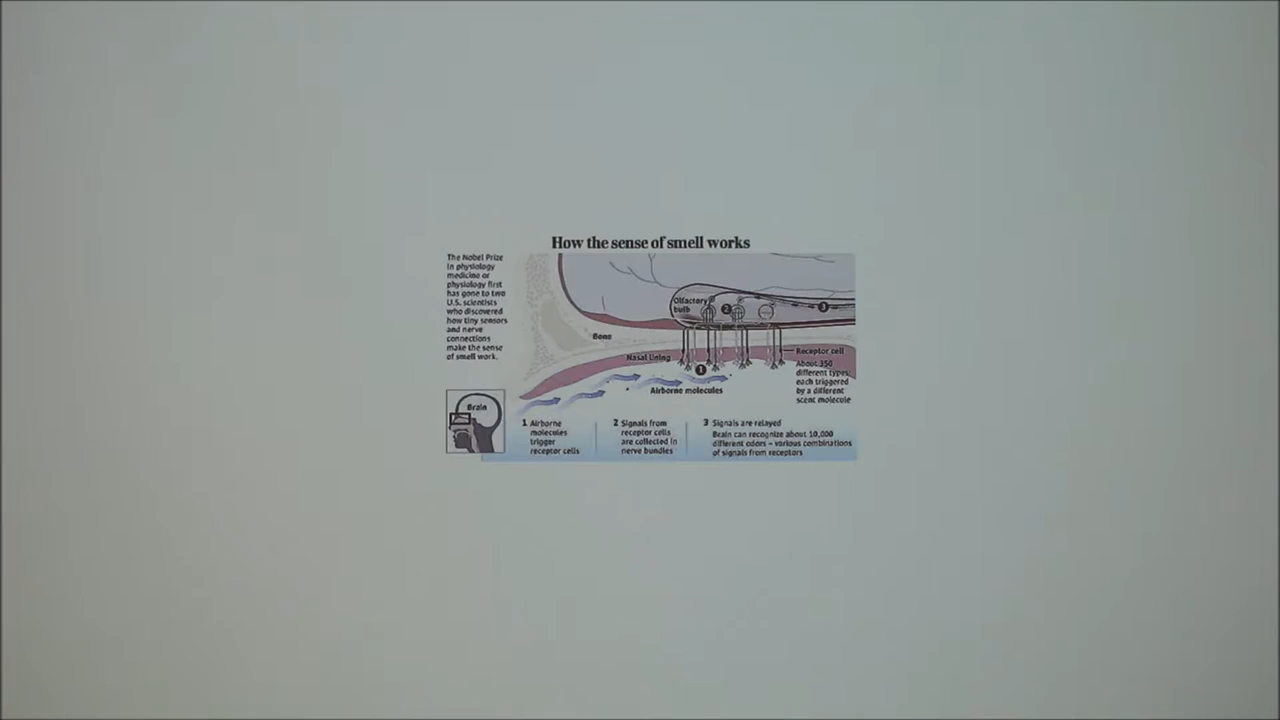 How the sense of smell works
The Nobel Prize
in physiology
medicine or
physiology first
has gone to two
U.S. scientists
who discovered
how tiny sensors
and nerve
connections
make the sense
of smell work.
Olfactory
bulb
2
3
Bone
Nasal lining
1
Receptor cell
About 350
different types;
each triggered
by a different
scent molecule
Airborne molecules
Brain
1 Airborne
molecules
trigger
receptor cells
2 Signals from
receptor cells
are collected in
nerve bundles
3 Signals are relayed
Brain can recognize about 10,000
different odors – various combinations
of signals from receptors